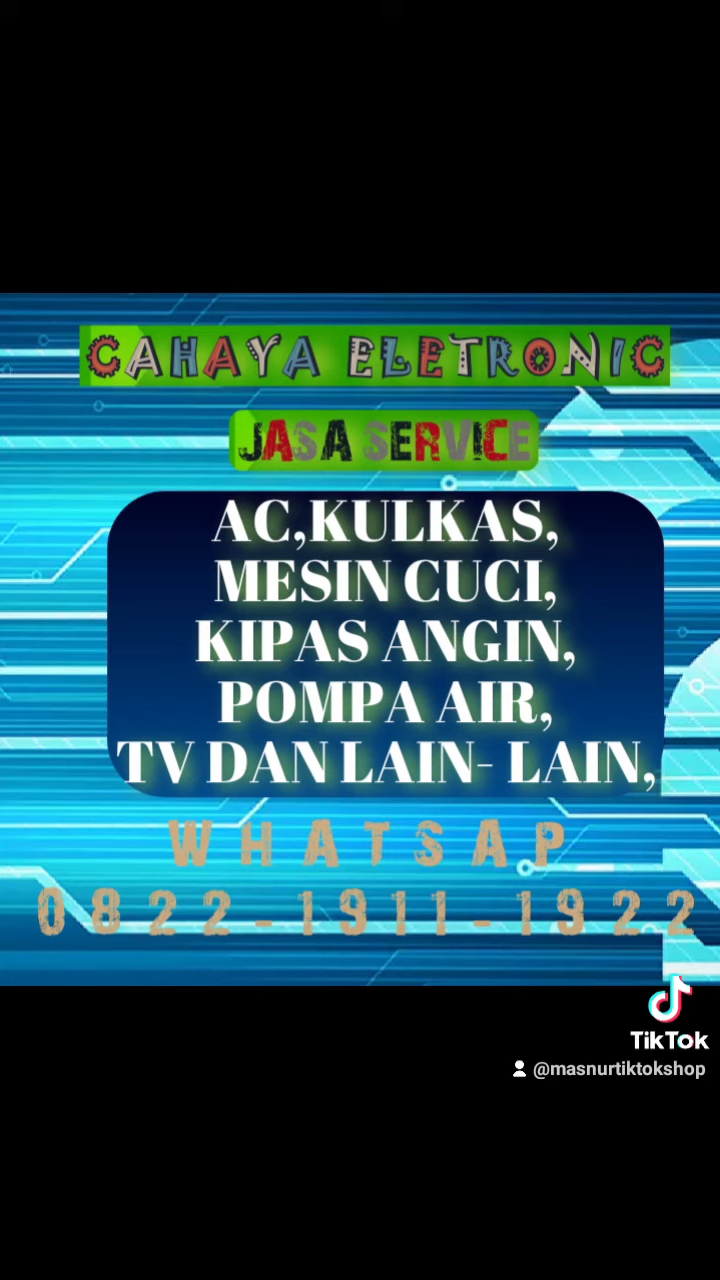 CAHAYA ELETRONIC
JASA SERVICE
AC,KULKAS,
MESIN CUCI,
KIPAS ANGIN,
POMPA AIR,
TV DAN LAIN- LAIN,
WHATSAP
0822-1911-1922
TikTok
@masnurtiktokshop